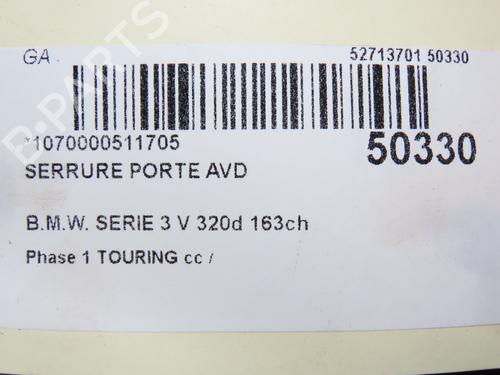 GA
52713701 50330
*1070000511705
50330
SERRURE PORTE AVD
B.M.W. SERIE 3 V 320d 163ch
Phase 1 TOURING cc /
B-PARTS